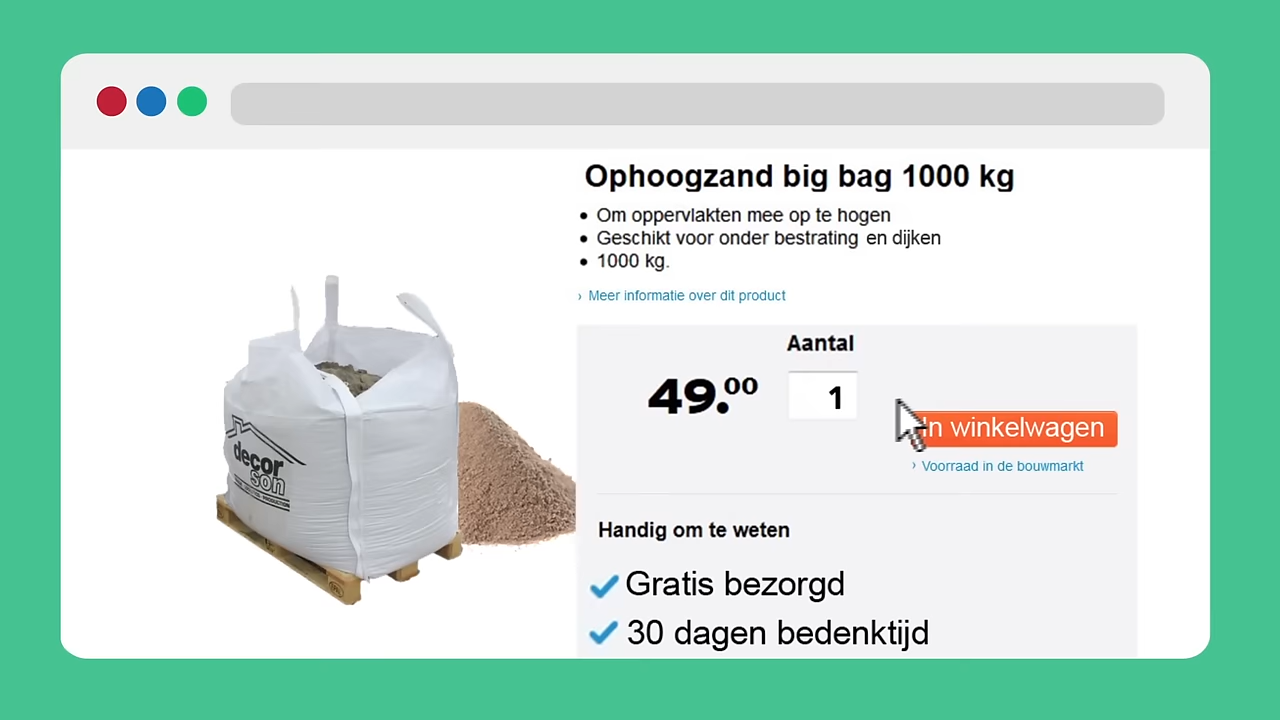 Ophoogzand big bag 1000 kg
• Om oppervlakten mee op te hogen
• Geschikt voor onder bestrating en dijken
• 1000 kg.
› Meer informatie over dit product
Aantal
49.00
1
In winkelwagen
› Voorraad in de bouwmarkt
decor
son
Handig om te weten
Gratis bezorgd
30 dagen bedenktijd